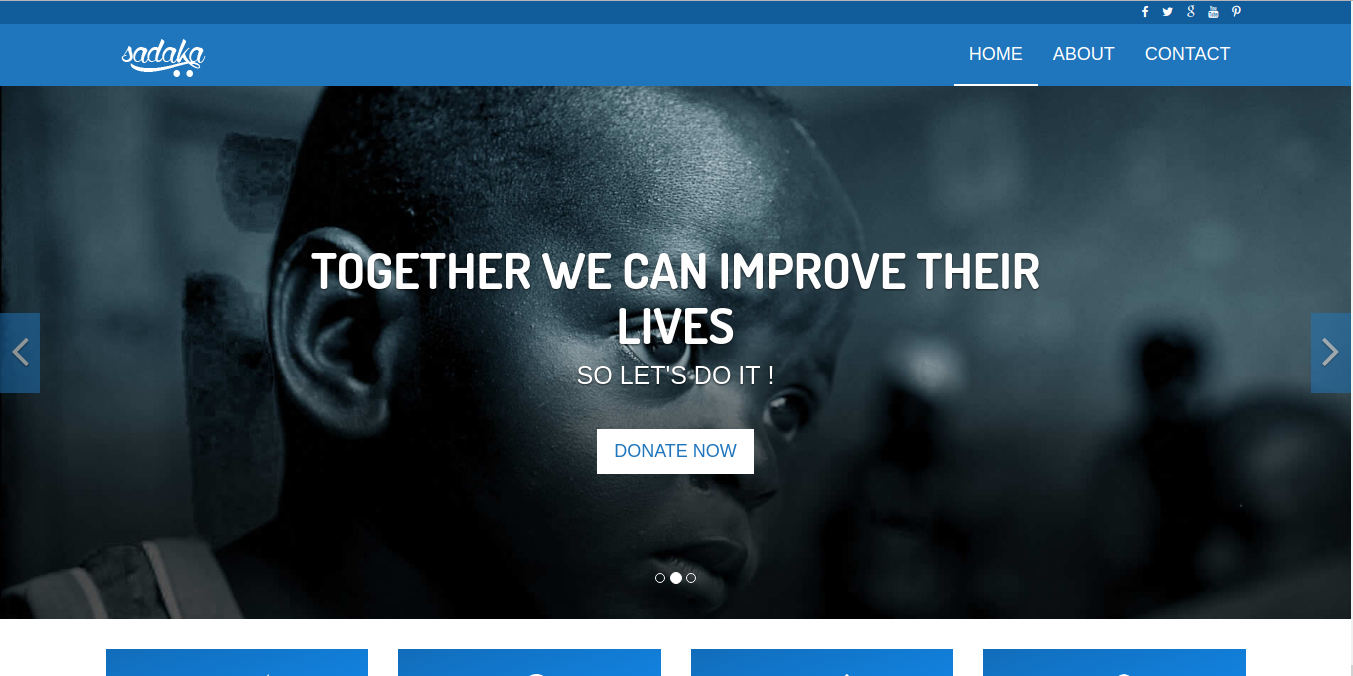 sadaka
HOME ABOUT CONTACT
TOGETHER WE CAN IMPROVE THEIR
LIVES
SO LET'S DO IT !
DONATE NOW